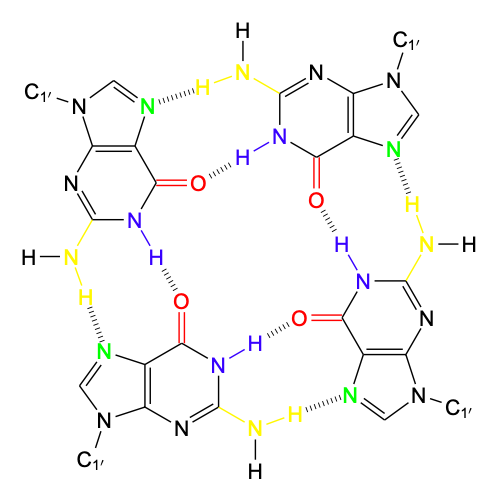 H
C1′ C1′
H N N
N N N
N O N N
N N O H
H N H H N H
H O N
N O N
N H N N
N N N H C1′
C1′ H